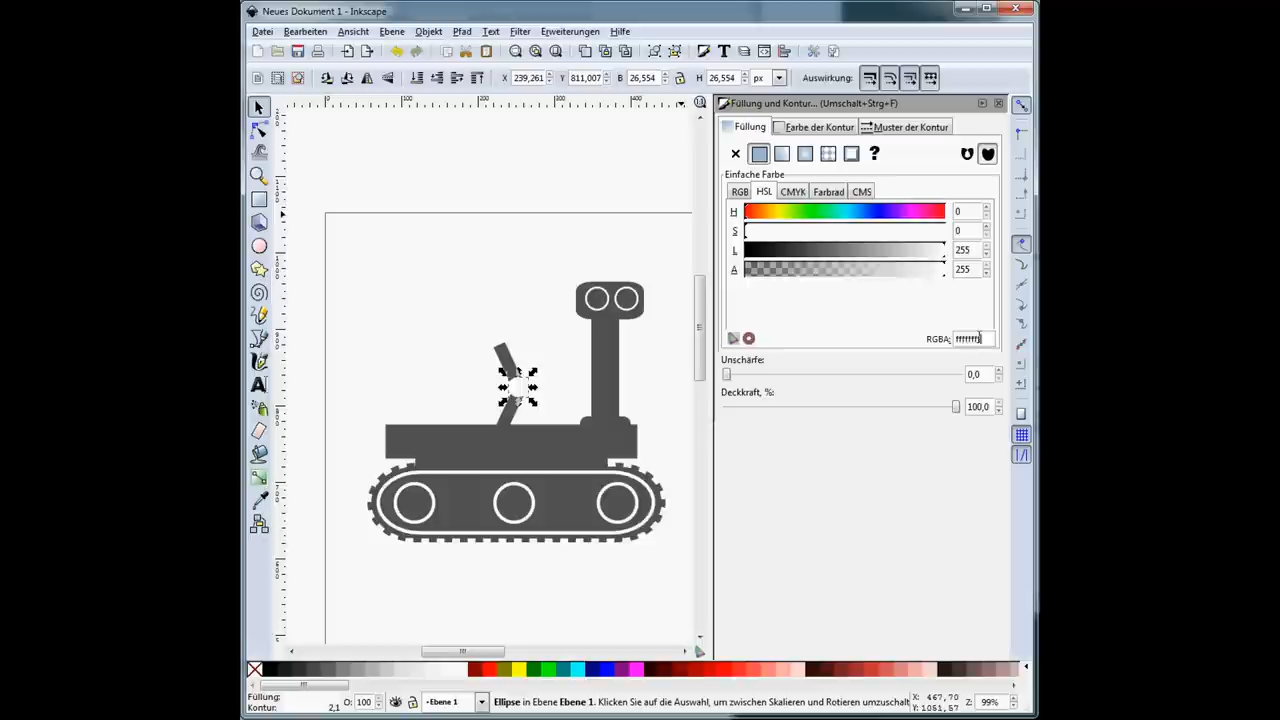 Neues Dokument 1 - Inkscape
Datei Bearbeiten Ansicht Ebene Objekt Pfad Text Filter Erweiterungen Hilfe
X 239,261 Y 811,007 B 26,554 H 26,554 px Auswirkung:
Füllung und Kontur... (Umschalt+Strg+F)
Füllung Farbe der Kontur Muster der Kontur
Einfache Farbe
RGB HSL CMYK Farbrad CMS
H 0
S 0
L 255
A 255
RGBA: ffffffff
Unschärfe:
0,0
Deckkraft, %:
100,0
Füllung:
Kontur: 2,1
O: 100
Ebene 1
Ellipse in Ebene Ebene 1. Klicken Sie auf die Auswahl, um zwischen Skalieren und Rotieren umzuschalt
X: 467,70
Y: 1051,57
Z: 99%